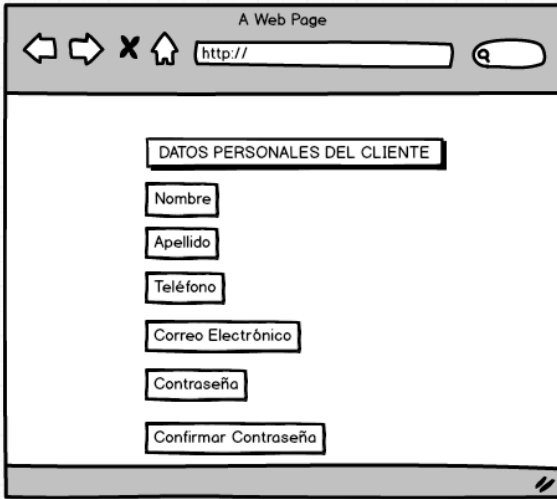 A Web Page
http://
DATOS PERSONALES DEL CLIENTE
Nombre
Apellido
Teléfono
Correo Electrónico
Contraseña
Confirmar Contraseña